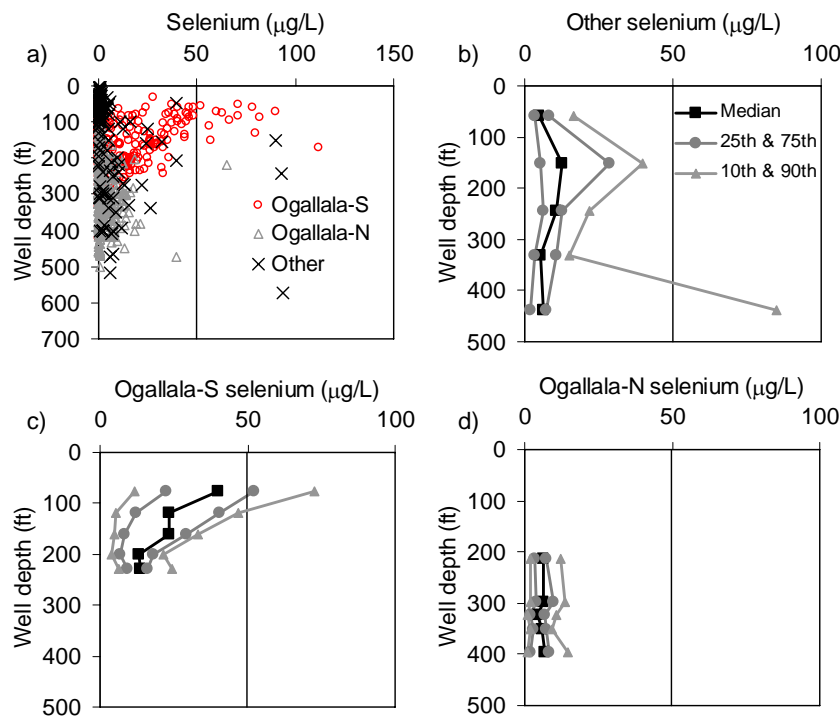 Selenium (μg/L)
a)
0 50 100 150
0
100
200
300
400
500
600
700
Well depth (ft)
Ogallala-S
Ogallala-N
Other
Other selenium (μg/L)
b)
0 50 100
0
100
200
300
400
500
Well depth (ft)
Median
25th & 75th
10th & 90th
Ogallala-S selenium (μg/L)
c)
0 50 100
0
100
200
300
400
500
Well depth (ft)
Ogallala-N selenium (μg/L)
d)
0 50 100
0
100
200
300
400
500
Well depth (ft)